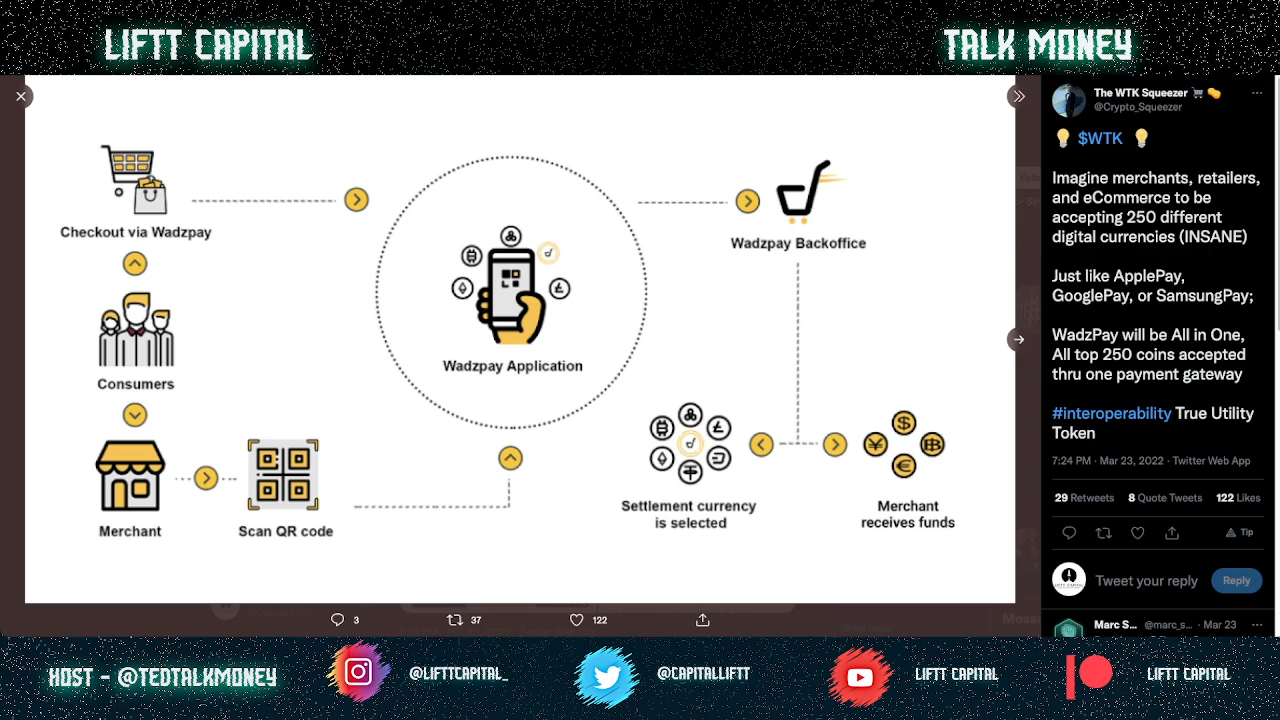 LIFTT CAPITAL
TALK MONEY
Checkout via Wadzpay
Consumers
Merchant
Scan QR code
Wadzpay Application
Wadzpay Backoffice
Settlement currency
is selected
Merchant
receives funds
3
37
122
The WTK Squeezer
@Crypto_Squeezer
$WTK
Imagine merchants, retailers,
and eCommerce to be
accepting 250 different
digital currencies (INSANE)
Just like ApplePay,
GooglePay, or SamsungPay;
WadzPay will be All in One,
All top 250 coins accepted
thru one payment gateway
#interoperability True Utility
Token
7:24 PM · Mar 23, 2022 · Twitter Web App
29 Retweets 8 Quote Tweets 122 Likes
Tip
Tweet your reply
Reply
Marc S... @marc_s... · Mar 23
HOST - @TEDTALKMONEY
@LIFTTCAPITAL_
@CAPITALLIFTT
LIFTT CAPITAL
LIFTT CAPITAL